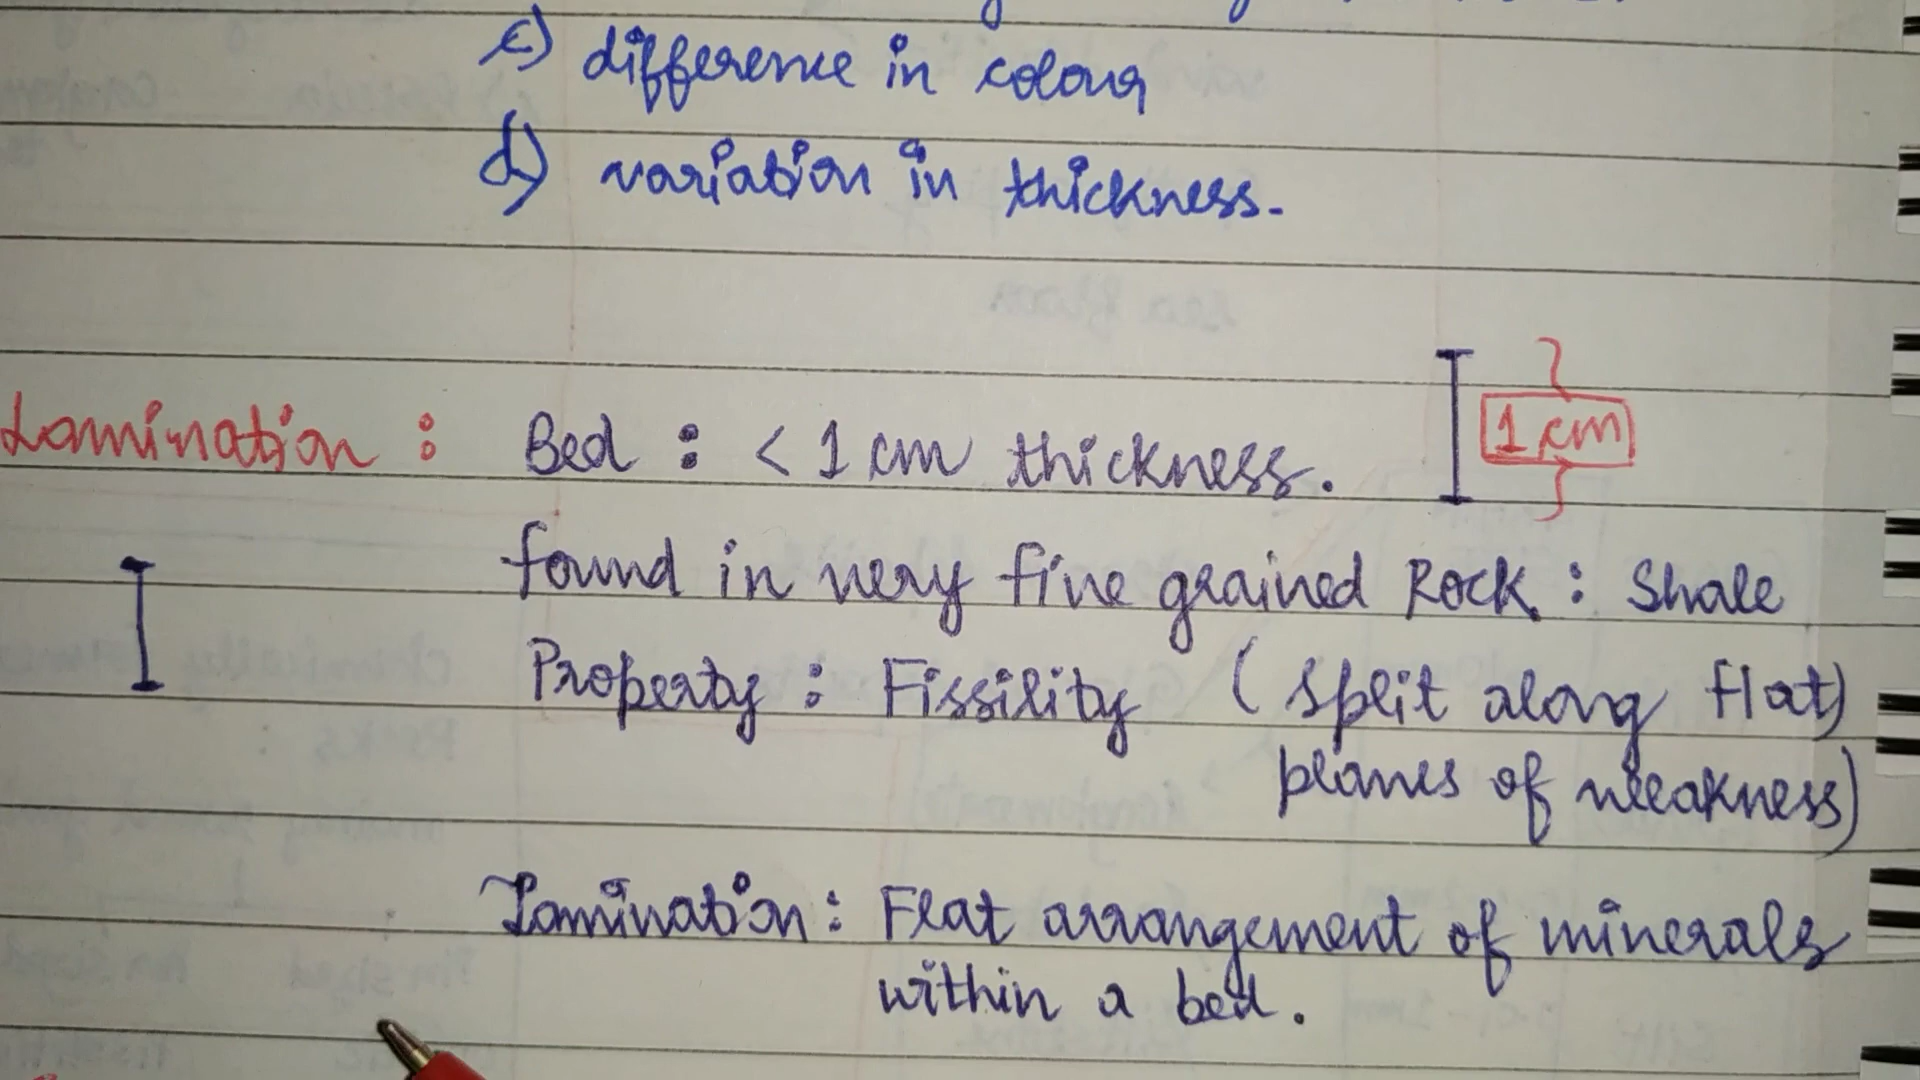 c) difference in colour
d) variation in thickness.
Lamination : Bed : < 1 cm thickness. 1 cm
found in very fine grained Rock : Shale
Property : Fissility ( split along flat)
planes of weakness)
Lamination : Flat arrangement of minerals
within a bed.